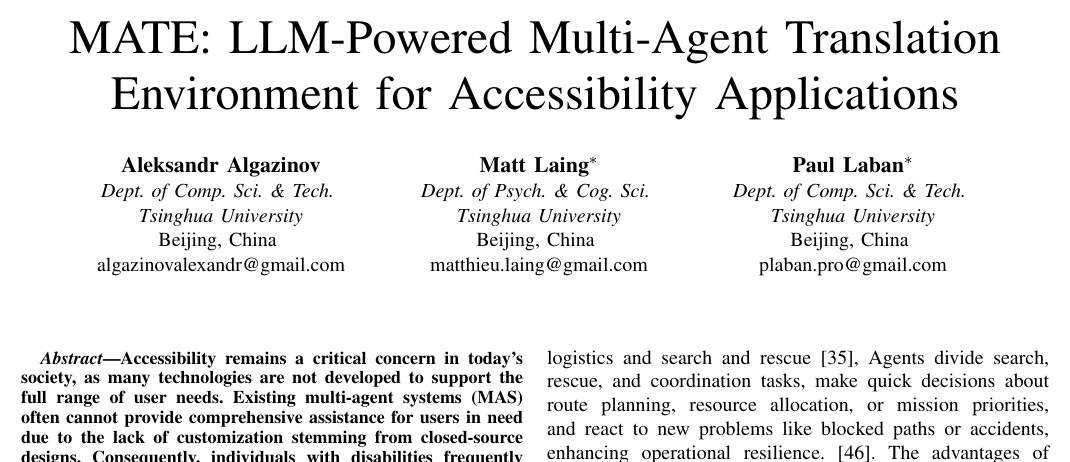 MATE: LLM-Powered Multi-Agent Translation
Environment for Accessibility Applications
Aleksandr Algazinov
Dept. of Comp. Sci. & Tech.
Tsinghua University
Beijing, China
algazinovalexandr@gmail.com
Matt Laing*
Dept. of Psych. & Cog. Sci.
Tsinghua University
Beijing, China
matthieu.laing@gmail.com
Paul Laban*
Dept. of Comp. Sci. & Tech.
Tsinghua University
Beijing, China
plaban.pro@gmail.com
Abstract—Accessibility remains a critical concern in today's
society, as many technologies are not developed to support the
full range of user needs. Existing multi-agent systems (MAS)
often cannot provide comprehensive assistance for users in need
due to the lack of customization stemming from closed-source
designs. Consequently, individuals with disabilities frequently
logistics and search and rescue [35], Agents divide search,
rescue, and coordination tasks, make quick decisions about
route planning, resource allocation, or mission priorities,
and react to new problems like blocked paths or accidents,
enhancing operational resilience. [46]. The advantages of